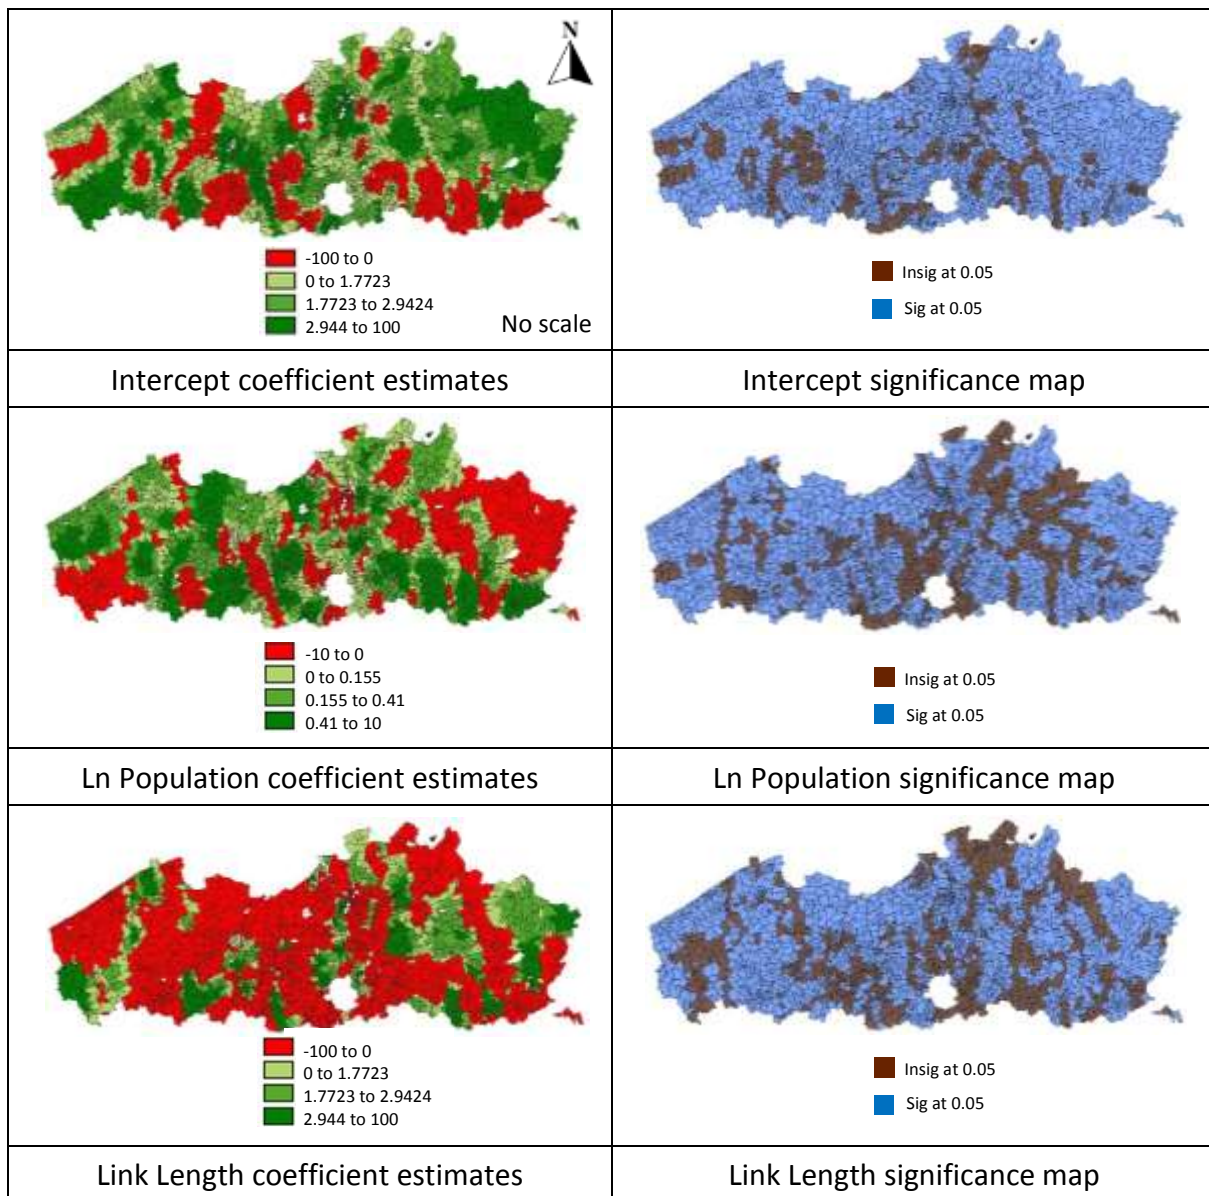 N
-100 to 0
0 to 1.7723
1.7723 to 2.9424
2.944 to 100
No scale
Insig at 0.05
Sig at 0.05
Intercept coefficient estimates
Intercept significance map
-10 to 0
0 to 0.155
0.155 to 0.41
0.41 to 10
Insig at 0.05
Sig at 0.05
Ln Population coefficient estimates
Ln Population significance map
-100 to 0
0 to 1.7723
1.7723 to 2.9424
2.944 to 100
Insig at 0.05
Sig at 0.05
Link Length coefficient estimates
Link Length significance map